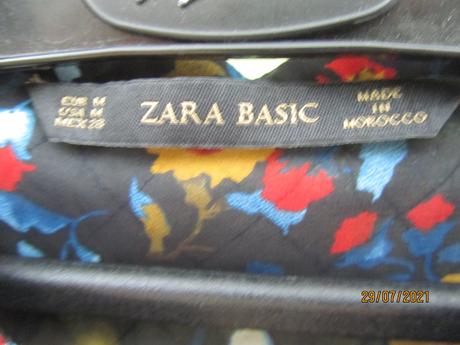 EUR M
USA M
MEX 28
ZARA BASIC
MADE
IN
MOROCCO
29/07/2021